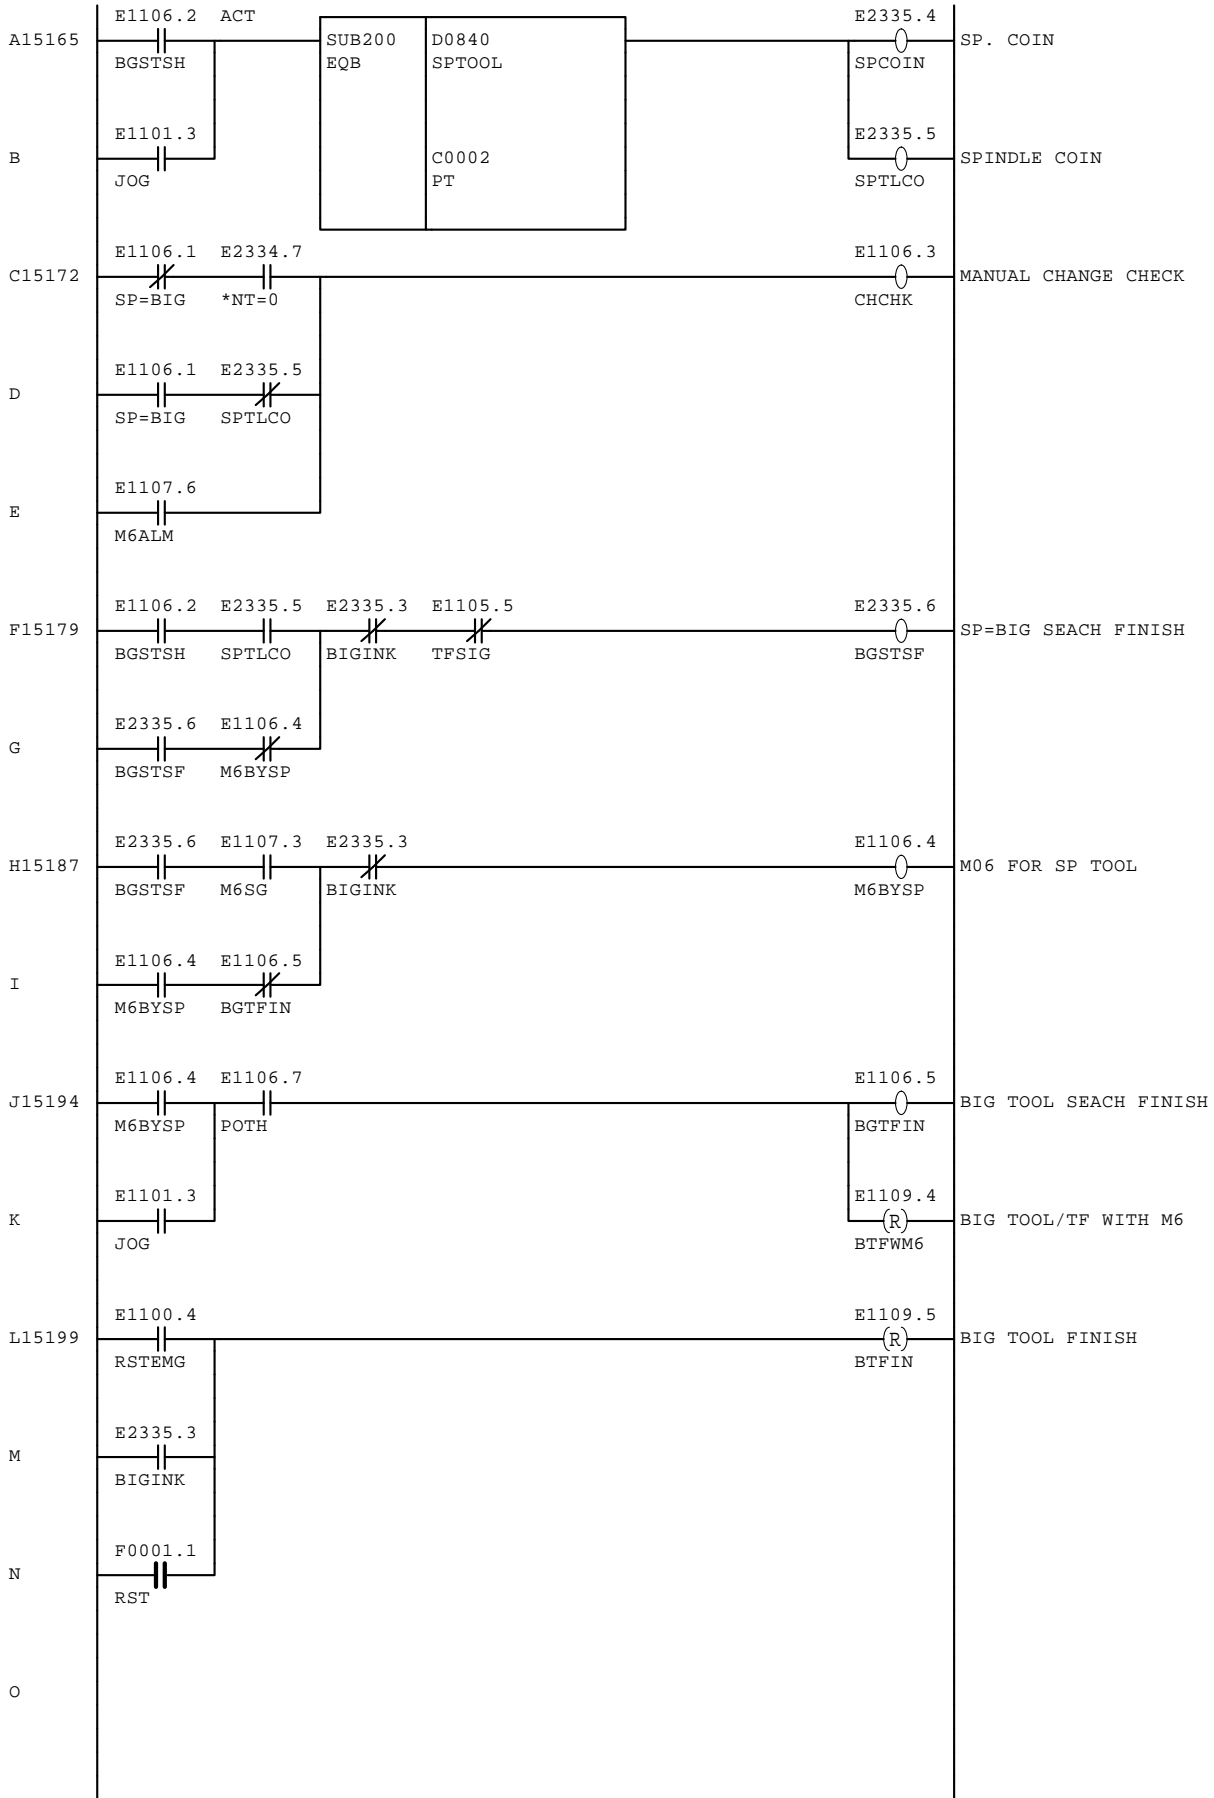 E1106.2 ACT E2335.4
A15165 SUB200 D0840 SP. COIN
BGSTSH EQB SPTOOL SPCOIN
E1101.3 E2335.5
B C0002 SPINDLE COIN
JOG PT SPTLCO
E1106.1 E2334.7 E1106.3
C15172 MANUAL CHANGE CHECK
SP=BIG *NT=0 CHCHK
E1106.1 E2335.5
D
SP=BIG SPTLCO
E1107.6
E
M6ALM
E1106.2 E2335.5 E2335.3 E1105.5 E2335.6
F15179 SP=BIG SEACH FINISH
BGSTSH SPTLCO BIGINK TFSIG BGSTSF
E2335.6 E1106.4
G
BGSTSF M6BYSP
E2335.6 E1107.3 E2335.3 E1106.4
H15187 M06 FOR SP TOOL
BGSTSF M6SG BIGINK M6BYSP
E1106.4 E1106.5
I
M6BYSP BGTFIN
E1106.4 E1106.7 E1106.5
J15194 BIG TOOL SEACH FINISH
M6BYSP POTH BGTFIN
E1101.3 E1109.4
K (R) BIG TOOL/TF WITH M6
JOG BTFWM6
E1100.4 E1109.5
L15199 (R) BIG TOOL FINISH
RSTEMG BTFIN
E2335.3
M
BIGINK
F0001.1
N
RST
O